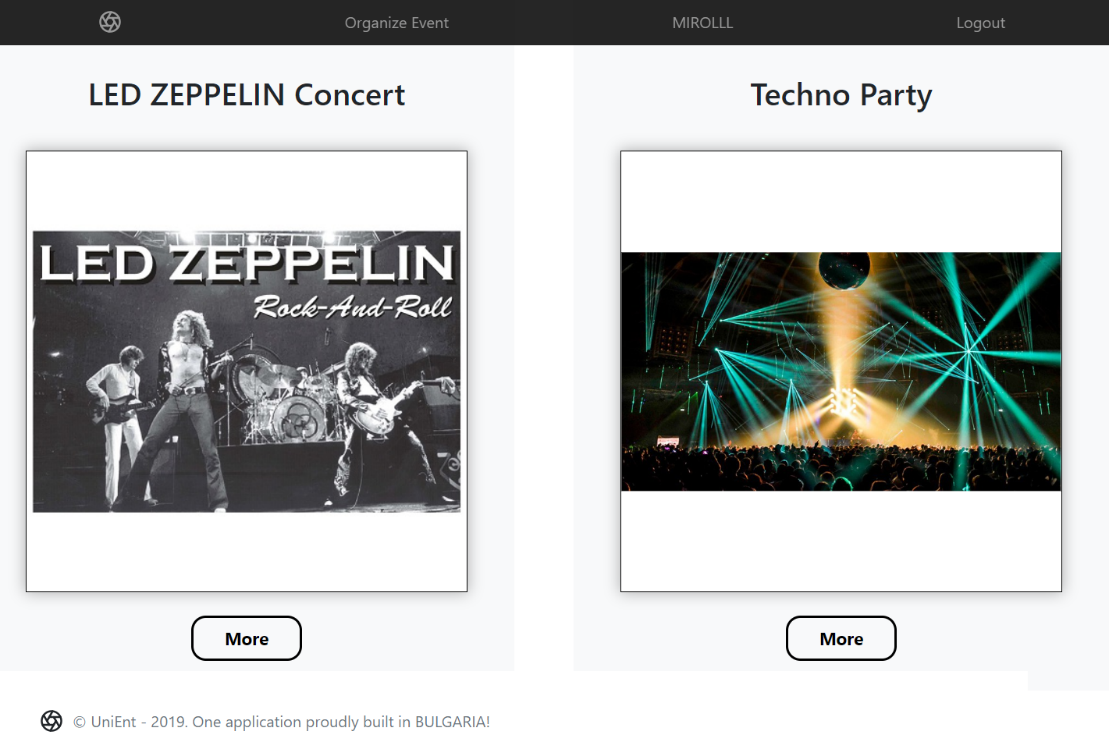 Organize Event
MIROLLL
Logout
LED ZEPPELIN Concert
Techno Party
LED ZEPPELIN
Rock-And-Roll
More
More
© UniEnt - 2019. One application proudly built in BULGARIA!